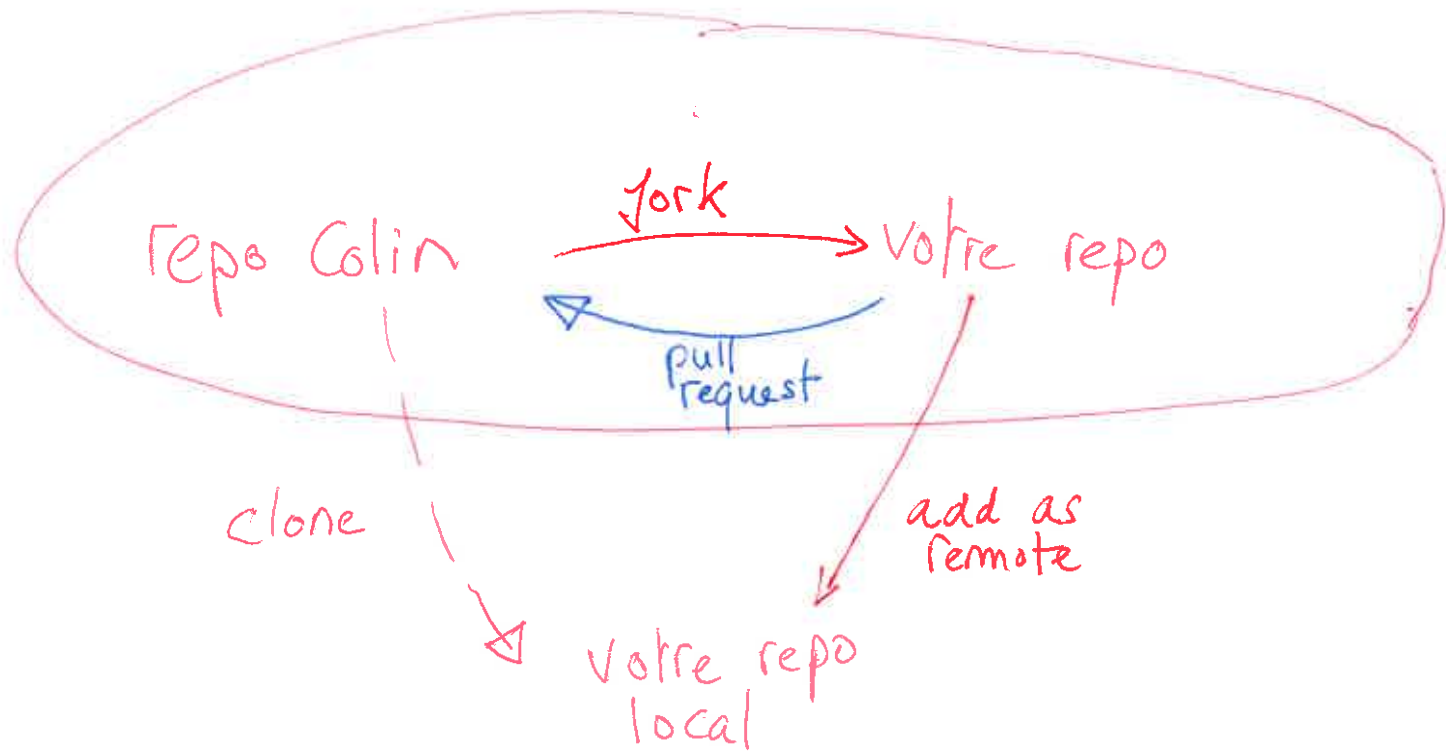 fork
repo Colin
votre repo
pull
request
clone
add as
remote
votre repo
local